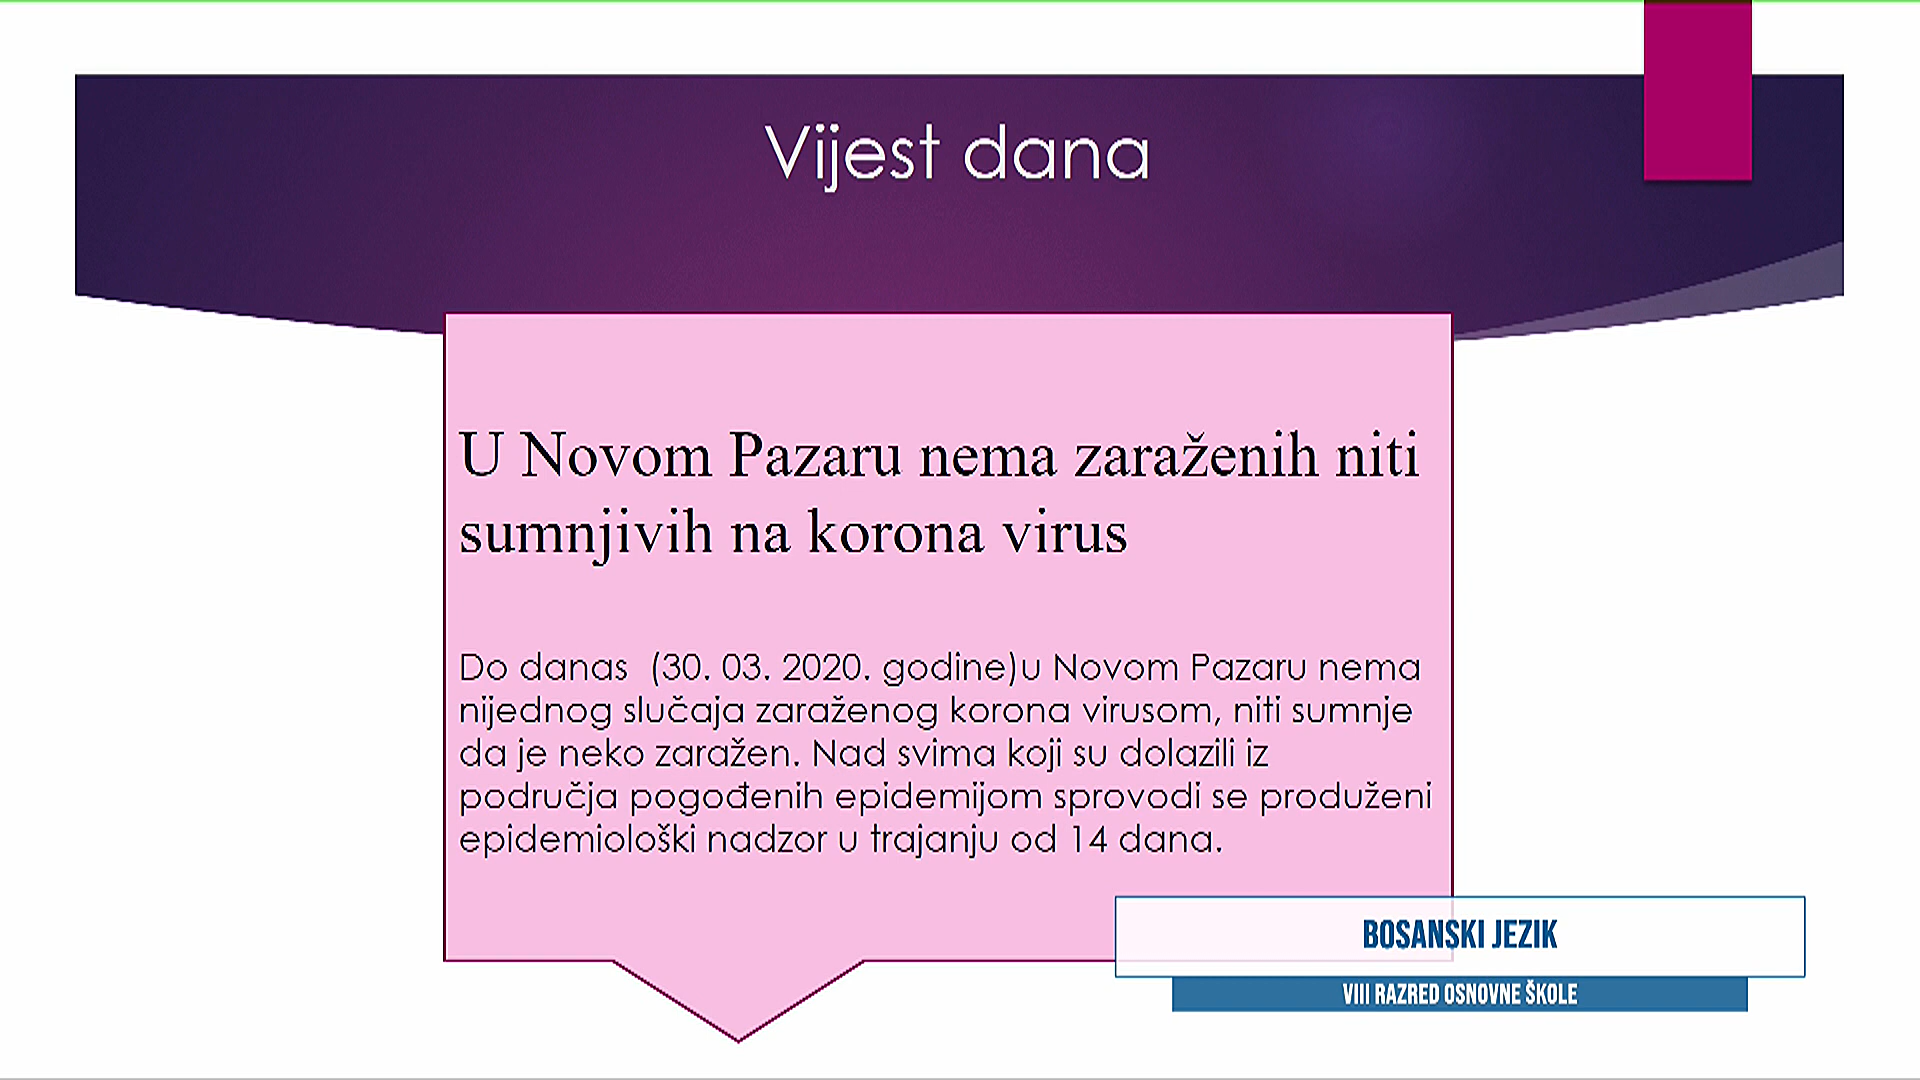 Vijest dana
U Novom Pazaru nema zaraženih niti
sumnjivih na korona virus
Do danas  (30. 03. 2020. godine)u Novom Pazaru nema
nijednog slučaja zaraženog korona virusom, niti sumnje
da je neko zaražen. Nad svima koji su dolazili iz
područja pogođenih epidemijom sprovodi se produženi
epidemiološki nadzor u trajanju od 14 dana.
BOSANSKI JEZIK
VIII RAZRED OSNOVNE ŠKOLE